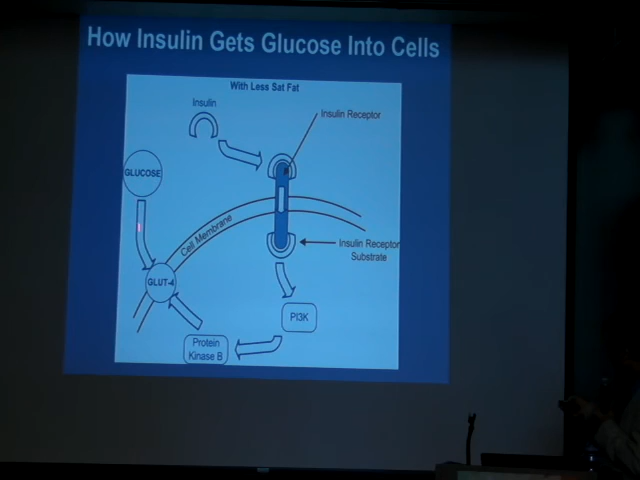 How Insulin Gets Glucose Into Cells
With Less Sat Fat
Insulin
Insulin Receptor
GLUCOSE
Cell Membrane
Insulin Receptor
Substrate
GLUT-4
PI3K
Protein
Kinase B